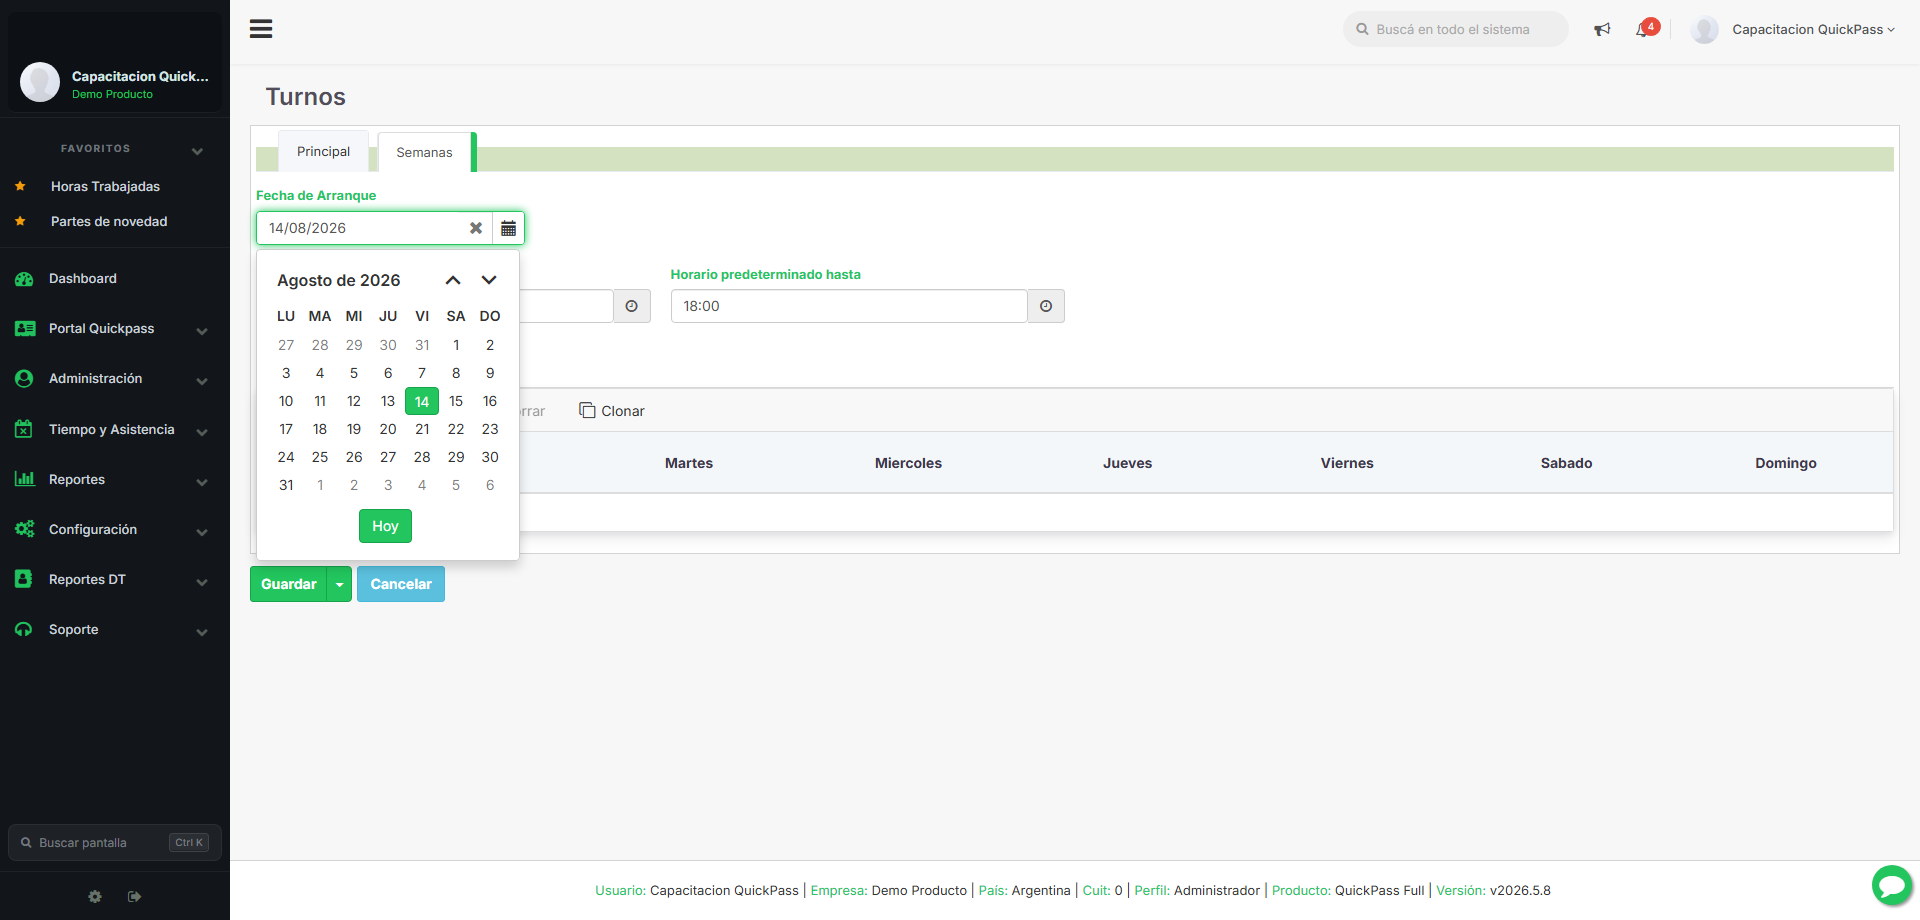 Capacitacion Quick...
Demo Producto
FAVORITOS
Horas Trabajadas
Partes de novedad
Dashboard
Portal Quickpass
Administración
Tiempo y Asistencia
Reportes
Configuración
Reportes DT
Soporte
Buscar pantalla Ctrl K
Buscá en todo el sistema
4
Capacitacion QuickPass
Turnos
Principal Semanas
Fecha de Arranque
14/08/2026
Agosto de 2026
LU MA MI JU VI SA DO
27 28 29 30 31 1 2
3 4 5 6 7 8 9
10 11 12 13 14 15 16
17 18 19 20 21 22 23
24 25 26 27 28 29 30
31 1 2 3 4 5 6
Hoy
Horario predeterminado hasta
18:00
Clonar
Martes Miercoles Jueves Viernes Sabado Domingo
Guardar Cancelar
Usuario: Capacitacion QuickPass | Empresa: Demo Producto | País: Argentina | Cuit: 0 | Perfil: Administrador | Producto: QuickPass Full | Versión: v2026.5.8